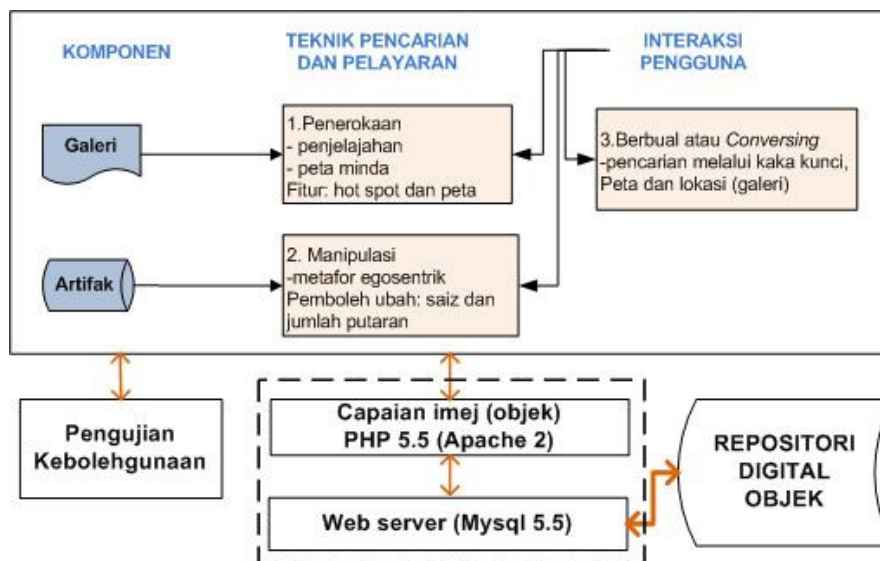 KOMPONEN
TEKNIK PENCARIAN
DAN PELAYARAN
INTERAKSI
PENGGUNA
Galeri
1.Penerokaan
- penjelajahan
- peta minda
Fitur: hot spot dan peta
3.Berbual atau Conversing
-pencarian melalui kaka kunci,
Peta dan lokasi (galeri)
Artifak
2. Manipulasi
-metafor egosentrik
Pemboleh ubah: saiz dan
jumlah putaran
Pengujian
Kebolehgunaan
Capaian imej (objek)
PHP 5.5 (Apache 2)
Web server (Mysql 5.5)
REPOSITORI
DIGITAL
OBJEK